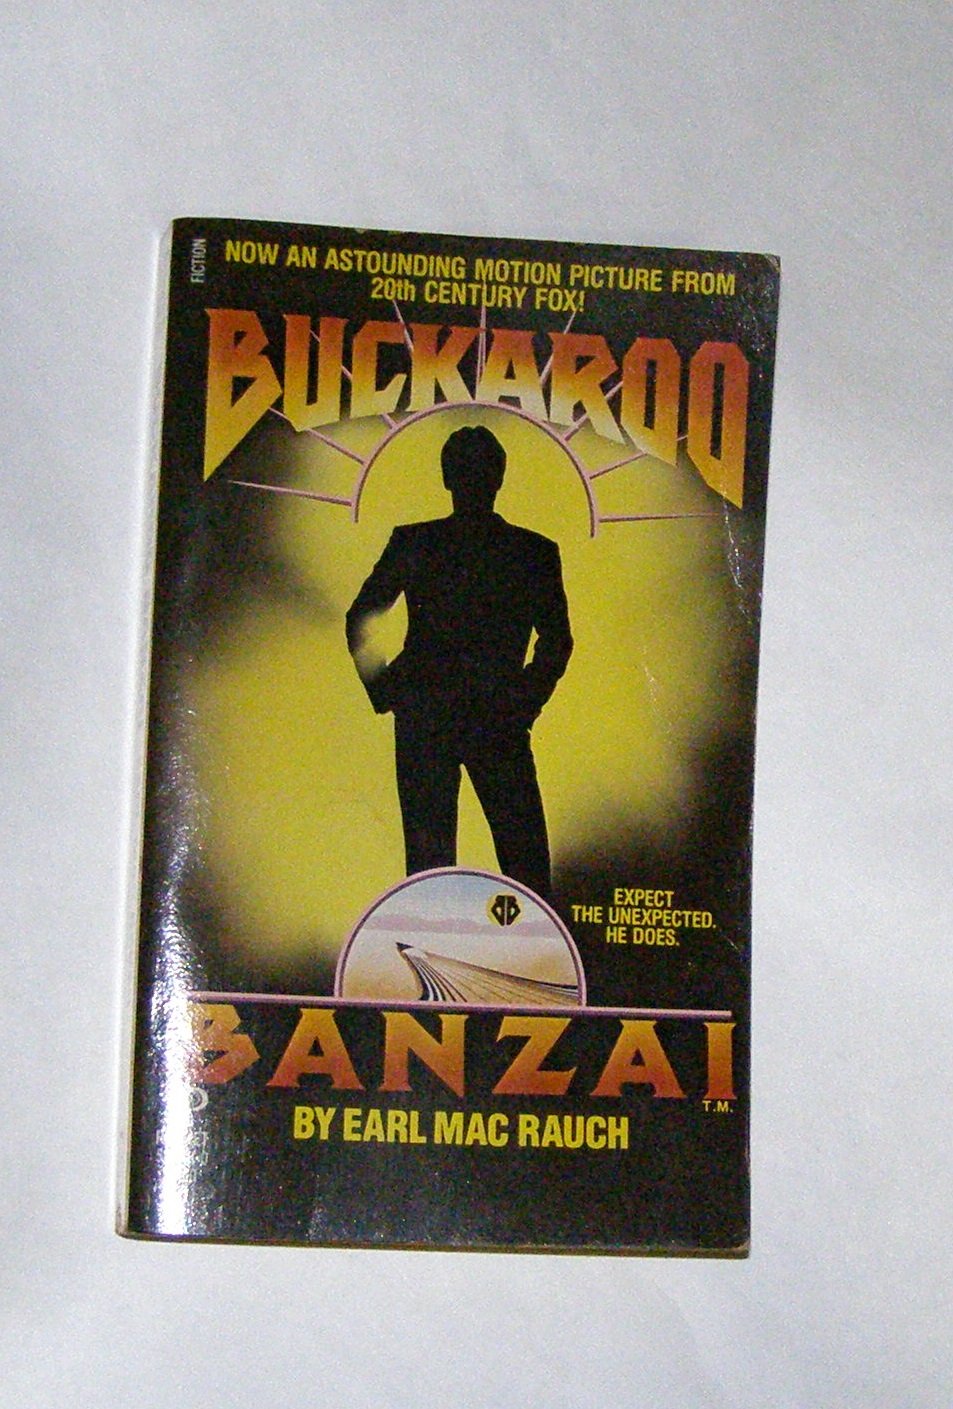 FICTION
NOW AN ASTOUNDING MOTION PICTURE FROM
20th CENTURY FOX!
BUCKAROO
EXPECT
THE UNEXPECTED.
HE DOES.
BANZAI
T.M.
BY EARL MAC RAUCH